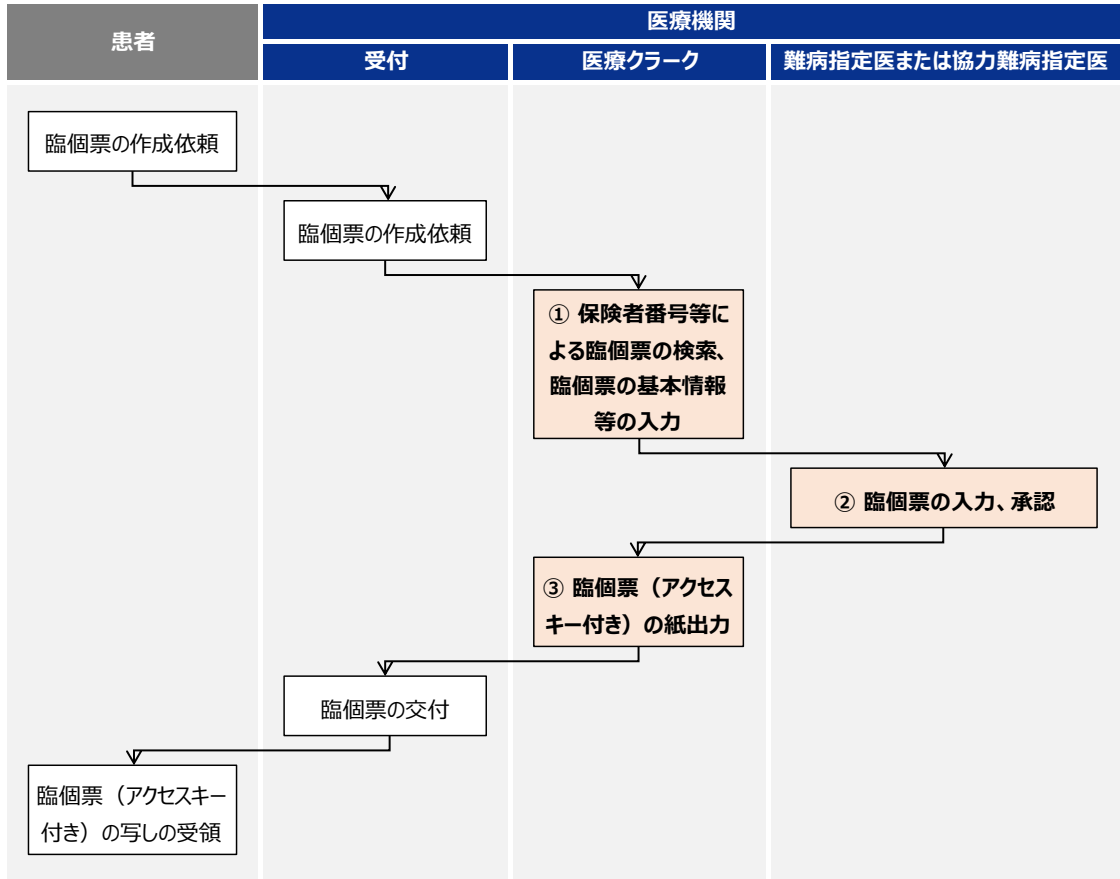 患者
医療機関
受付
医療クラーク
難病指定医または協力難病指定医
臨個票の作成依頼
臨個票の作成依頼
① 保険者番号等に
よる臨個票の検索、
臨個票の基本情報
等の入力
② 臨個票の入力、承認
③ 臨個票（アクセス
キー付き）の紙出力
臨個票の交付
臨個票（アクセスキー
付き）の写しの受領